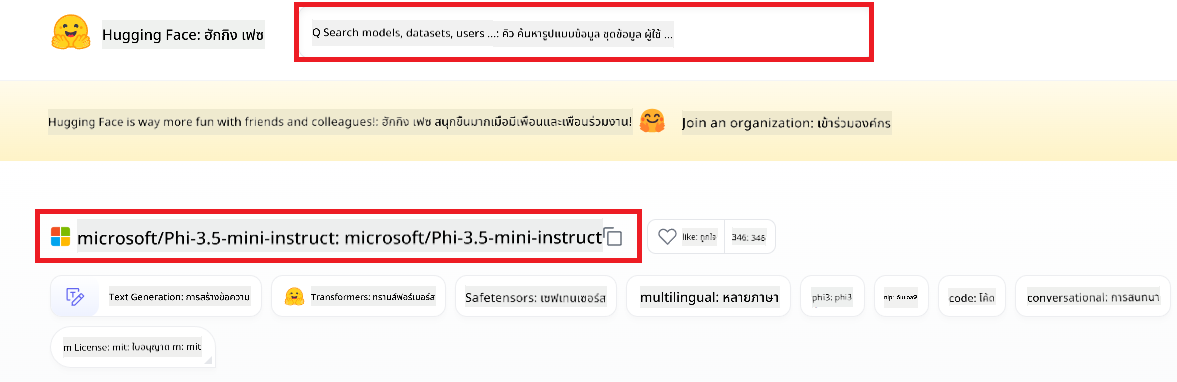 Hugging Face: ฮักกิง เฟซ
Q Search models, datasets, users ...: คิว ค้นหารูปแบบข้อมูล ชุดข้อมูล ผู้ใช้ ...
Hugging Face is way more fun with friends and colleagues!: ฮักกิง เฟซ สนุกขึ้นมากเมื่อมีเพื่อนและเพื่อนร่วมงาน!
Join an organization: เข้าร่วมองค์กร
microsoft/Phi-3.5-mini-instruct: microsoft/Phi-3.5-mini-instruct
like: ถูกใจ
346: 346
Text Generation: การสร้างข้อความ
Transformers: ทรานส์ฟอร์เมอร์ส
Safetensors: เซฟเทนเซอร์ส
multilingual: หลายภาษา
phi3: phi3
nlp:
code: โค้ด
conversational: การสนทนา
m License: mit: ใบอนุญาต m: mit